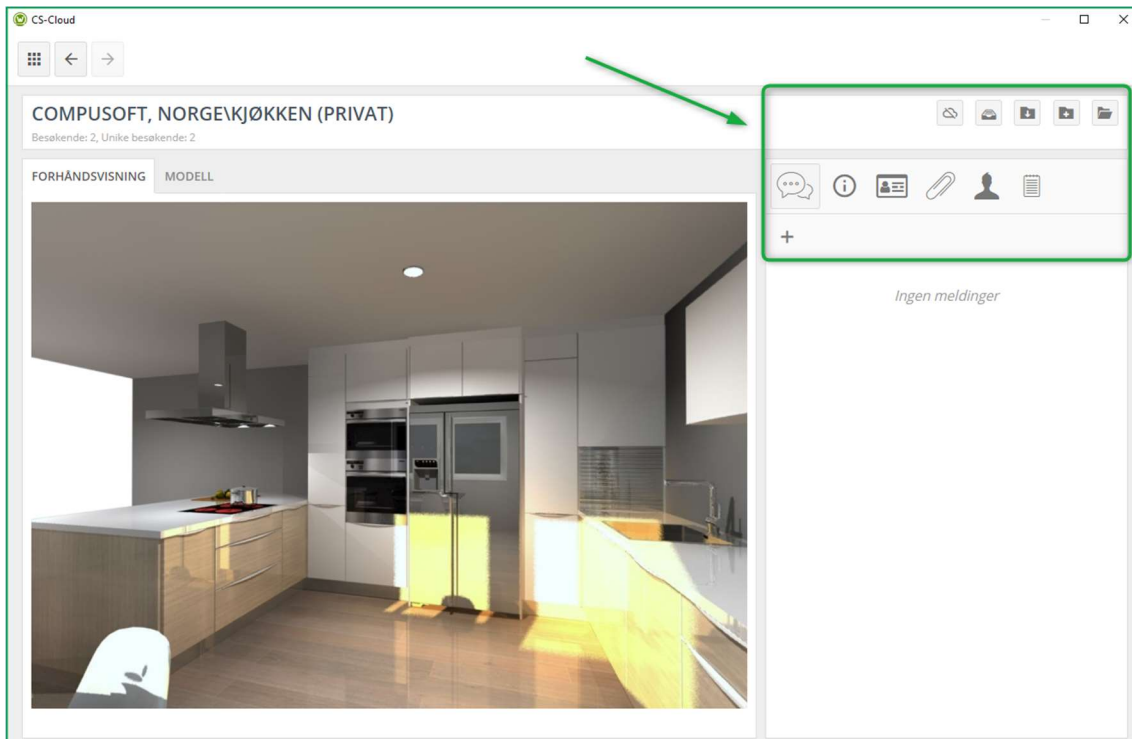 CS-Cloud
COMPUSOFT, NORGE\KJØKKEN (PRIVAT)
Besøkende: 2, Unike besøkende: 2
FORHÅNDSVISNING
MODELL
Ingen meldinger